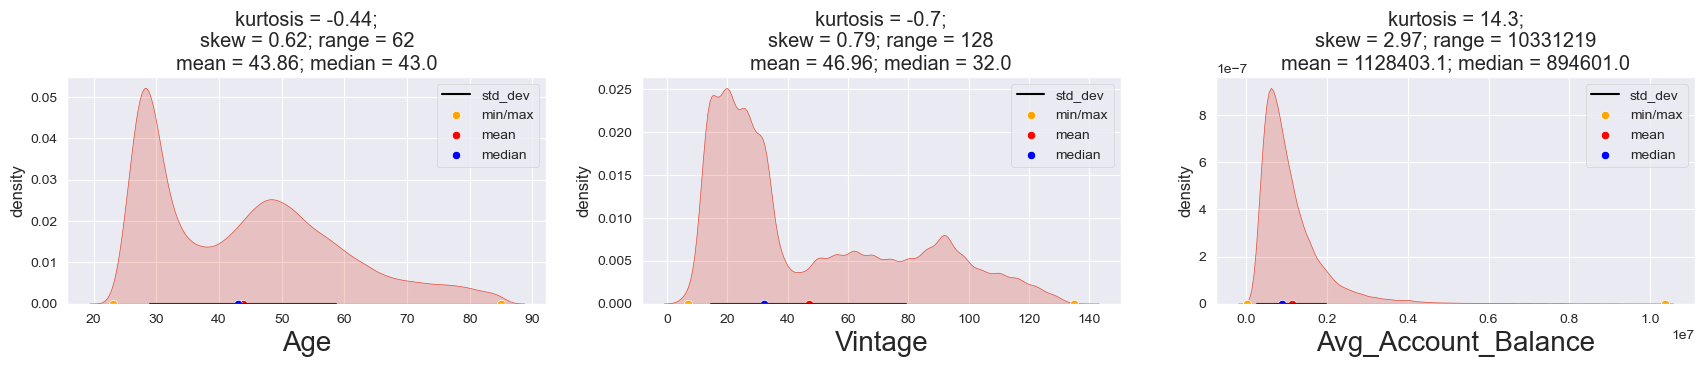 kurtosis = -0.44;
skew = 0.62; range = 62
mean = 43.86; median = 43.0
0.05
0.04
0.03
0.02
0.01
0.00
density
std_dev
min/max
mean
median
20 30 40 50 60 70 80 90
Age
kurtosis = -0.7;
skew = 0.79; range = 128
mean = 46.96; median = 32.0
0.025
0.020
0.015
0.010
0.005
0.000
density
std_dev
min/max
mean
median
0 20 40 60 80 100 120 140
Vintage
kurtosis = 14.3;
skew = 2.97; range = 10331219
mean = 1128403.1; median = 894601.0
1e−7
8
6
4
2
0
density
std_dev
min/max
mean
median
0.0 0.2 0.4 0.6 0.8 1.0
1e7
Avg_Account_Balance